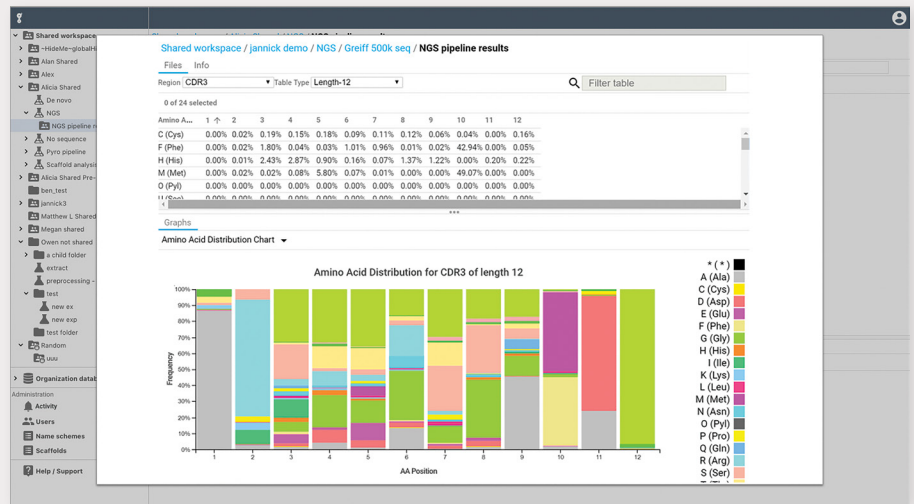 Shared workspace
~HideMe~globalHi
Alan Shared
Alex
Alicia Shared
De novo
NGS
NGS pipeline r
No sequence
Pyro pipeline
Scaffold analysis
Alicia Shared Pre-
ben_test
jannick3
Matthew L Shared
Megan shared
Owen not shared
a child folder
extract
preprocessing -
test
new ex
new exp
test folder
Random
uuu
Organization datab
Administration
Activity
Users
Name schemes
Scaffolds
Help / Support
Shared workspace / jannick demo / NGS / Greiff 500k seq / NGS pipeline results
Files Info
Region CDR3 Table Type Length-12 Filter table
0 of 24 selected
Amino A... 1 2 3 4 5 6 7 8 9 10 11 12
C (Cys) 0.00% 0.02% 0.19% 0.15% 0.18% 0.09% 0.11% 0.12% 0.06% 0.04% 0.00% 0.16%
F (Phe) 0.00% 0.02% 1.80% 0.04% 0.03% 1.01% 0.96% 0.01% 0.02% 42.94% 0.00% 0.05%
H (His) 0.00% 0.01% 2.43% 2.87% 0.90% 0.16% 0.07% 1.37% 1.22% 0.00% 0.20% 0.22%
M (Met) 0.00% 0.02% 0.02% 0.08% 5.80% 0.07% 0.01% 0.00% 0.00% 49.07% 0.00% 0.00%
O (Pyl) 0.00% 0.00% 0.00% 0.00% 0.00% 0.00% 0.00% 0.00% 0.00% 0.00% 0.00% 0.00%
Graphs
Amino Acid Distribution Chart
Amino Acid Distribution for CDR3 of length 12
Frequency
100%
90%
80%
70%
60%
50%
40%
30%
20%
10%
0%
1 2 3 4 5 6 7 8 9 10 11 12
AA Position
* (*)
A (Ala)
C (Cys)
D (Asp)
E (Glu)
F (Phe)
G (Gly)
H (His)
I (Ile)
K (Lys)
L (Leu)
M (Met)
N (Asn)
O (Pyl)
P (Pro)
Q (Gln)
R (Arg)
S (Ser)